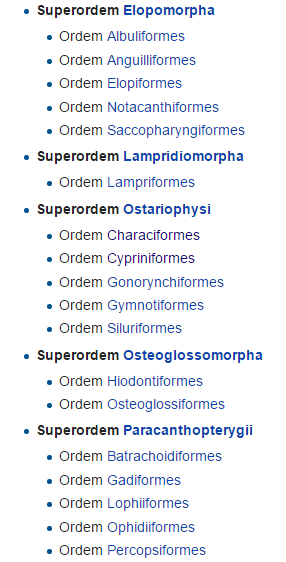 Superordem Elopomorpha
Ordem Albuliformes
Ordem Anguilliformes
Ordem Elopiformes
Ordem Notacanthiformes
Ordem Saccopharyngiformes
Superordem Lampridiomorpha
Ordem Lampriformes
Superordem Ostariophysi
Ordem Characiformes
Ordem Cypriniformes
Ordem Gonorynchiformes
Ordem Gymnotiformes
Ordem Siluriformes
Superordem Osteoglossomorpha
Ordem Hiodontiformes
Ordem Osteoglossiformes
Superordem Paracanthopterygii
Ordem Batrachoidiformes
Ordem Gadiformes
Ordem Lophiiformes
Ordem Ophidiiformes
Ordem Percopsiformes